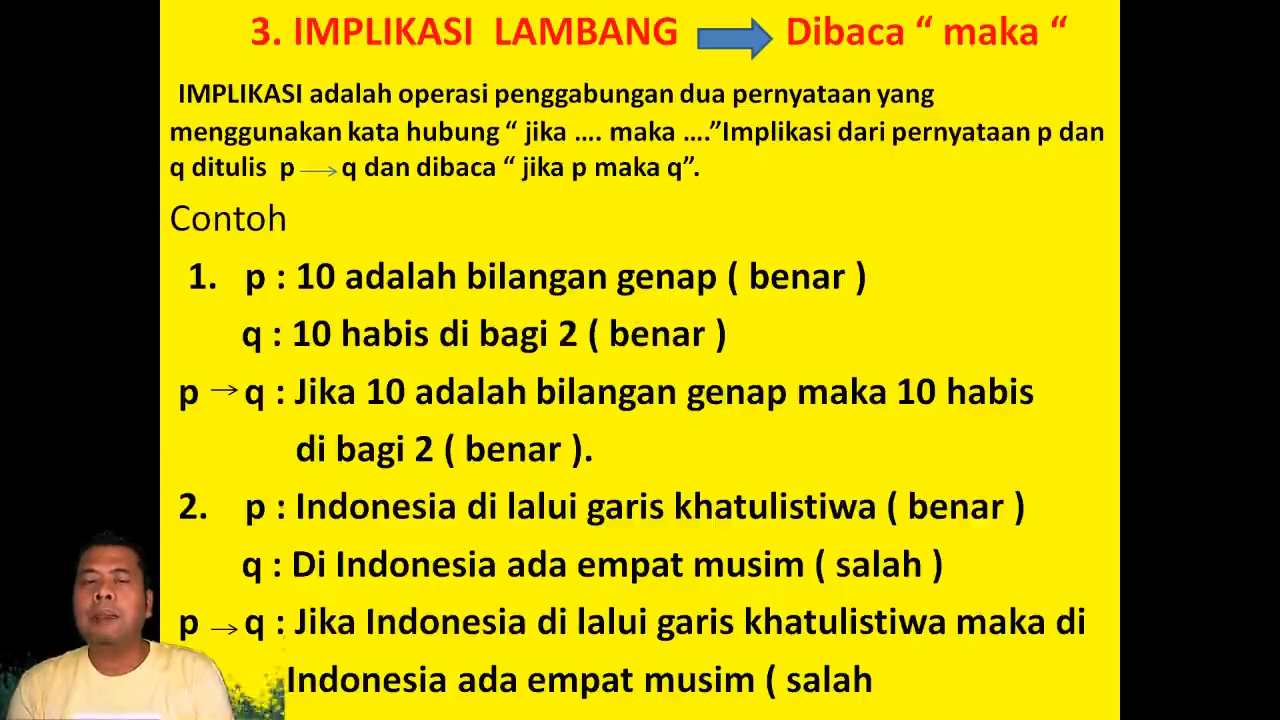 3. IMPLIKASI LAMBANG Dibaca “ maka “
IMPLIKASI adalah operasi penggabungan dua pernyataan yang
menggunakan kata hubung “ jika .... maka ....”Implikasi dari pernyataan p dan
q ditulis p → q dan dibaca “ jika p maka q”.
Contoh
1. p : 10 adalah bilangan genap ( benar )
q : 10 habis di bagi 2 ( benar )
p → q : Jika 10 adalah bilangan genap maka 10 habis
di bagi 2 ( benar ).
2. p : Indonesia di lalui garis khatulistiwa ( benar )
q : Di Indonesia ada empat musim ( salah )
p → q : Jika Indonesia di lalui garis khatulistiwa maka di
Indonesia ada empat musim ( salah